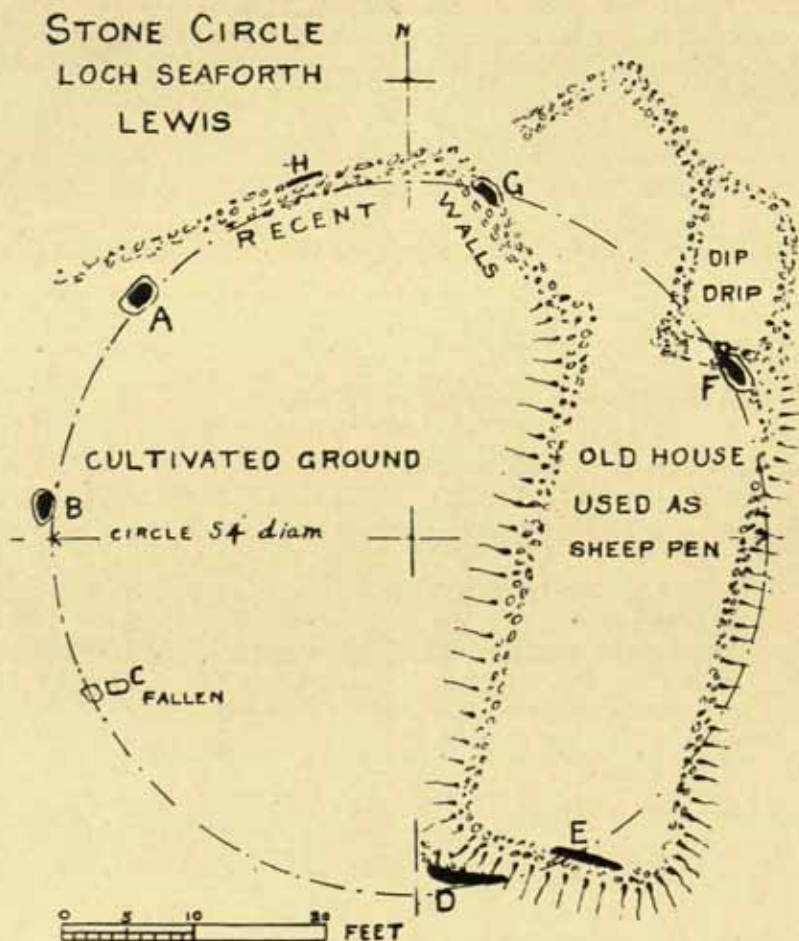 STONE CIRCLE
LOCH SEAFORTH
LEWIS
N
H
G
RECENT
WALLS
DIP
DRIP
A
F
CULTIVATED GROUND
OLD HOUSE
USED AS
SHEEP PEN
B
CIRCLE 54' diam
C
FALLEN
E
D
0 5 10 20
FEET